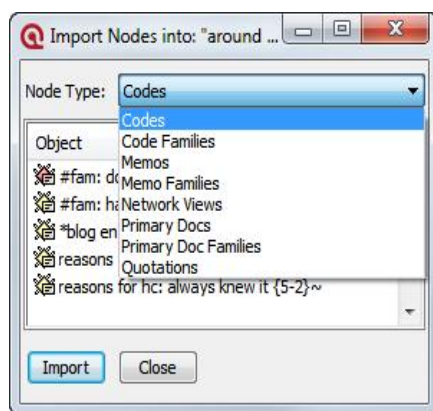 Import Nodes into: "around ...
Node Type: Codes
Codes
Object Code Families
#fam: do Memos
Memo Families
#fam: ha Network Views
*blog en Primary Docs
reasons Primary Doc Families
Quotations
reasons for hc: always knew it {5-2}~
Import Close